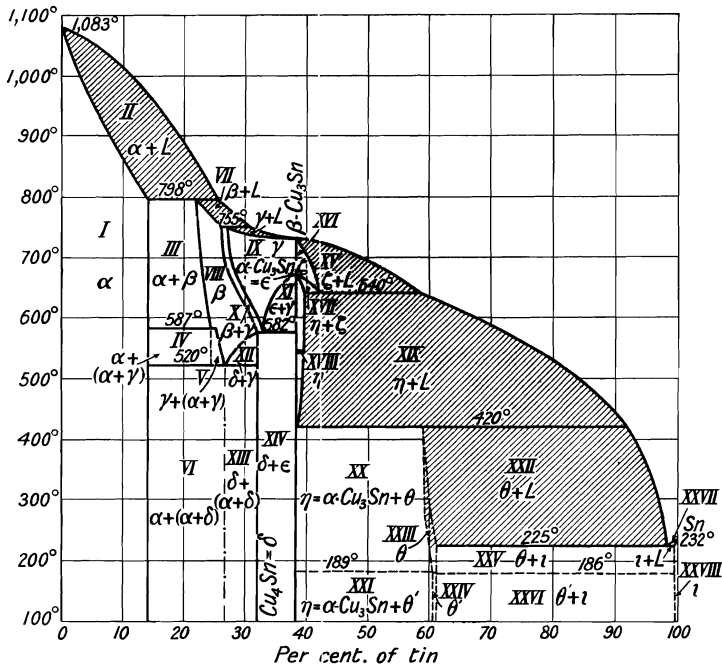 1,100°
1,083°
1,000°
900°
800°
700°
600°
500°
400°
300°
200°
100°
I
α
II
α+L
798°
VII
β+L
755°
γ+L
β-Cu₃Sn
XVI
III
α+β
VIII
β
IX γ
α-Cu₃Sn
=ε
ζ
XV
ζ+L
640°
X
β+γ
XI
ε+γ
582°
XVII
η+ζ
587°
IV
520°
α+
(α+γ)
V
γ+(α+γ)
XII
δ+γ
XVIII
η
XIX
η+L
420°
VI
α+(α+δ)
XIII
δ+
(α+δ)
XIV
δ+ε
Cu₄Sn=δ
XX
η=α-Cu₃Sn+θ
XXII
θ+L
XXIII
θ
225°
XXVII
Sn
232°
189°
XXV θ+ι
186°
ι+L
XXI
η=α-Cu₃Sn+θ'
XXIV
θ'
XXVI θ'+ι
XXVIII
ι
0 10 20 30 40 50 60 70 80 90 100
Per cent. of tin